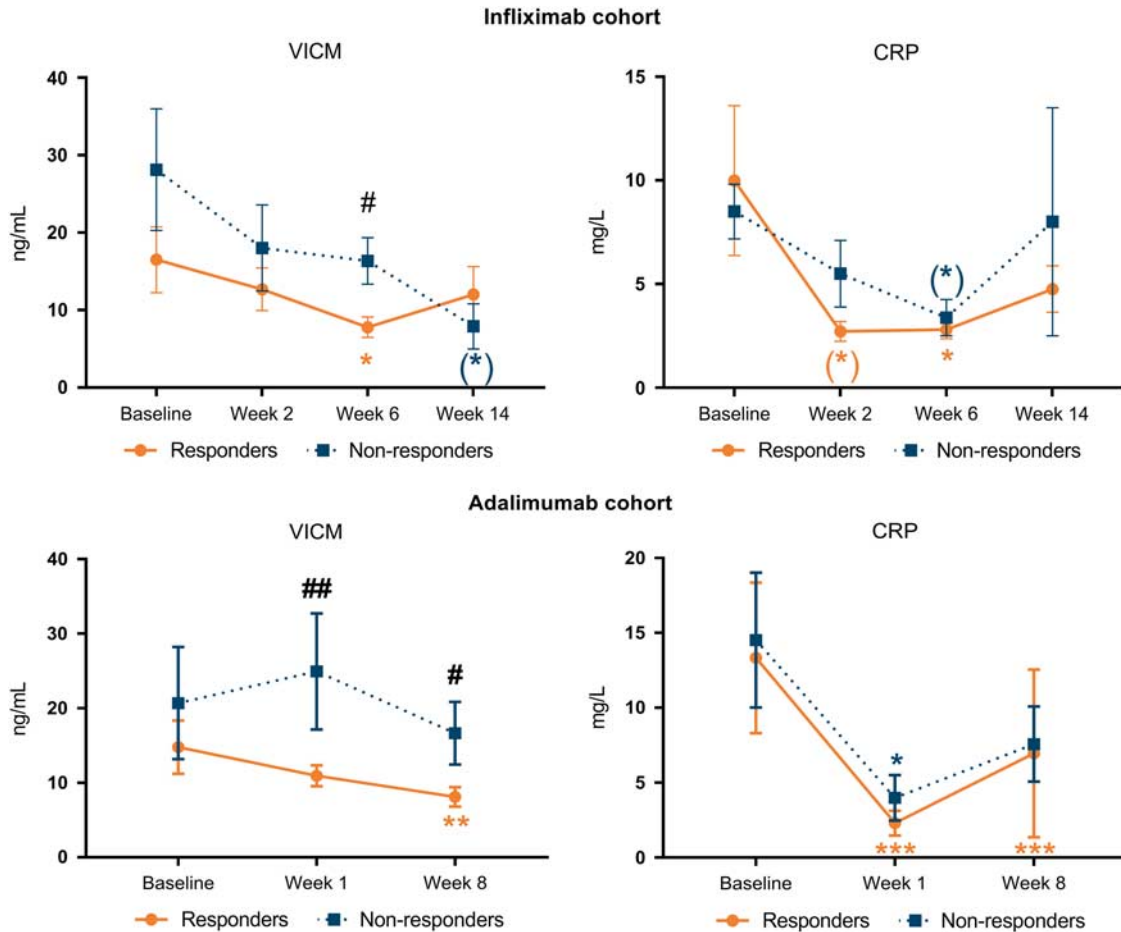 Infliximab cohort
VICM
40
30
20
10
0
ng/mL
#
*
(*)
Baseline Week 2 Week 6 Week 14
Responders Non-responders
CRP
15
10
5
0
mg/L
(*)
(*)
*
Baseline Week 2 Week 6 Week 14
Responders Non-responders
Adalimumab cohort
VICM
40
30
20
10
0
ng/mL
##
#
**
Baseline Week 1 Week 8
Responders Non-responders
CRP
20
15
10
5
0
mg/L
*
***
***
Baseline Week 1 Week 8
Responders Non-responders